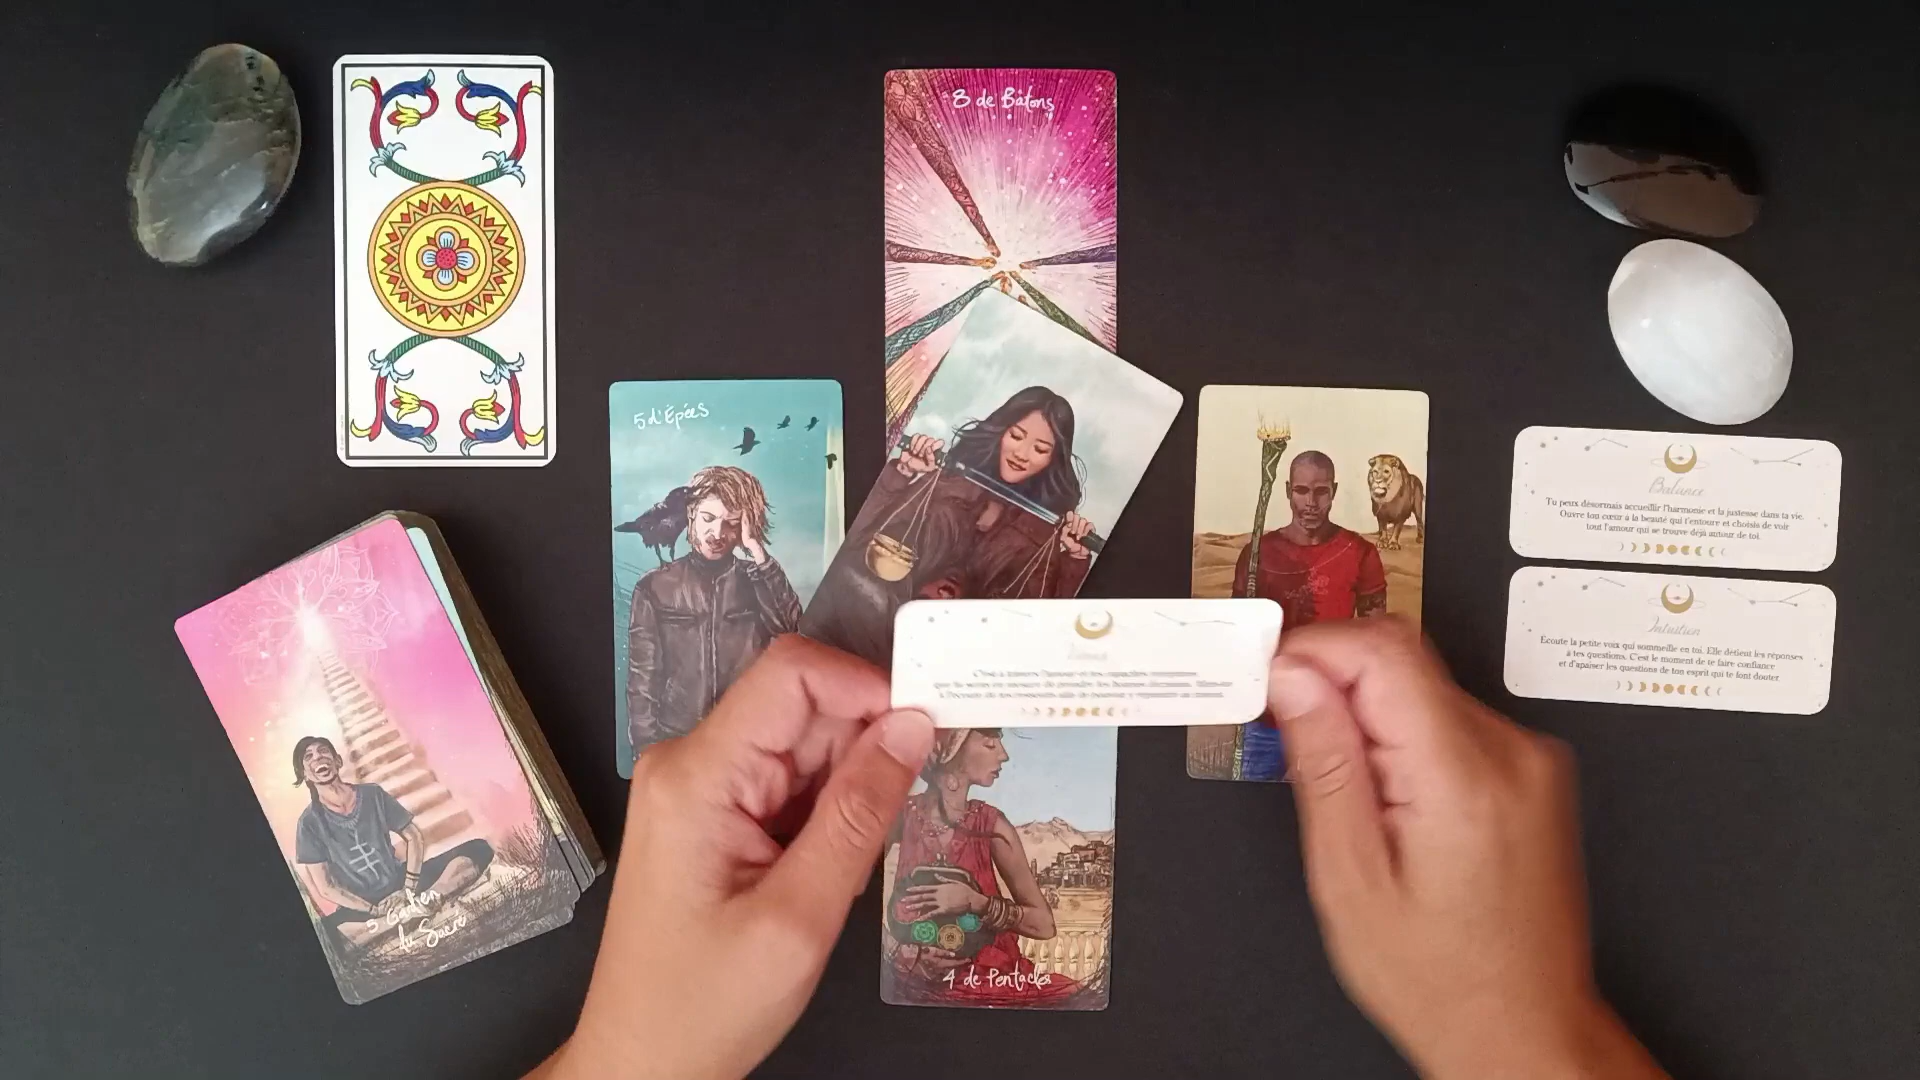 8 de Bâtons
5 d'Épées
Balance
Tu peux désormais accueillir l'harmonie et la justesse dans ta vie.
Ouvre ton cœur à la beauté qui t'entoure et choisis de voir
tout l'amour qui se trouve déjà autour de toi.
Intuition
Écoute la petite voix qui sommeille en toi. Elle détient les réponses
à tes questions. C'est le moment de te faire confiance
et d'apaiser les questions de ton esprit qui te font douter
5 Gardien
du Sacré
4 de Pentacles